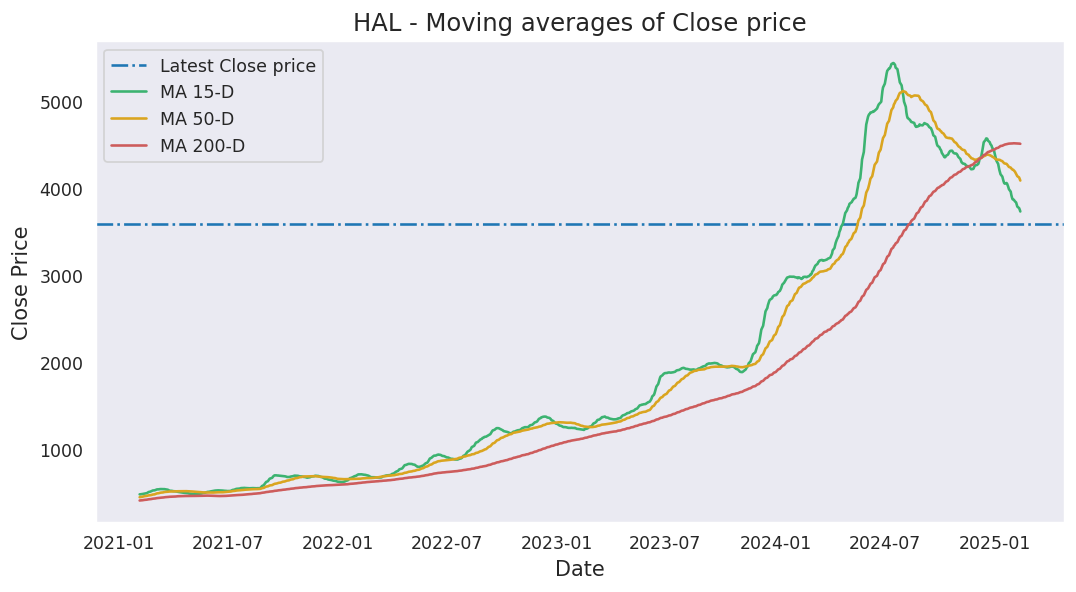 HAL - Moving averages of Close price
Latest Close price
MA 15-D
MA 50-D
MA 200-D
5000
4000
3000
2000
1000
Close Price
2021-01 2021-07 2022-01 2022-07 2023-01 2023-07 2024-01 2024-07 2025-01
Date